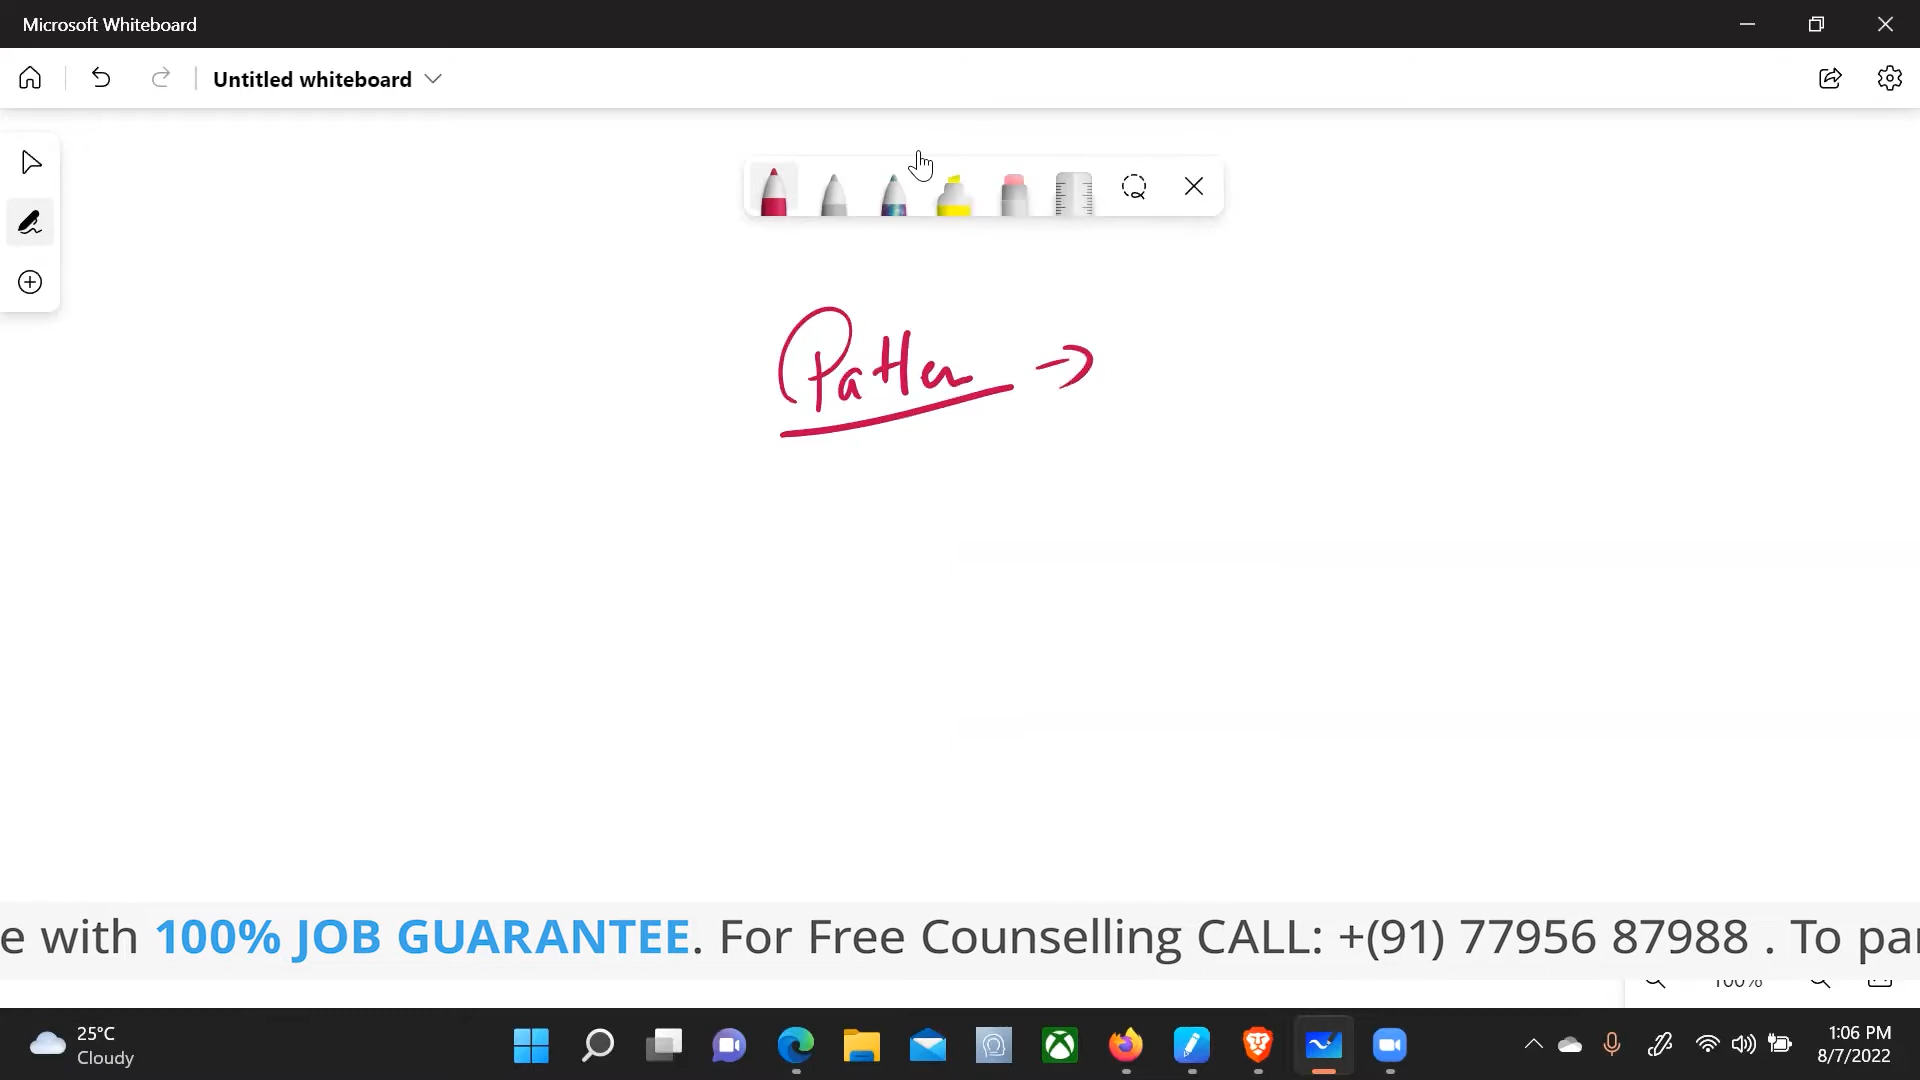 Microsoft Whiteboard
Untitled whiteboard
Patter →
e with 100% JOB GUARANTEE. For Free Counselling CALL: +(91) 77956 87988 . To par
100%
25°C
Cloudy
1:06 PM
8/7/2022